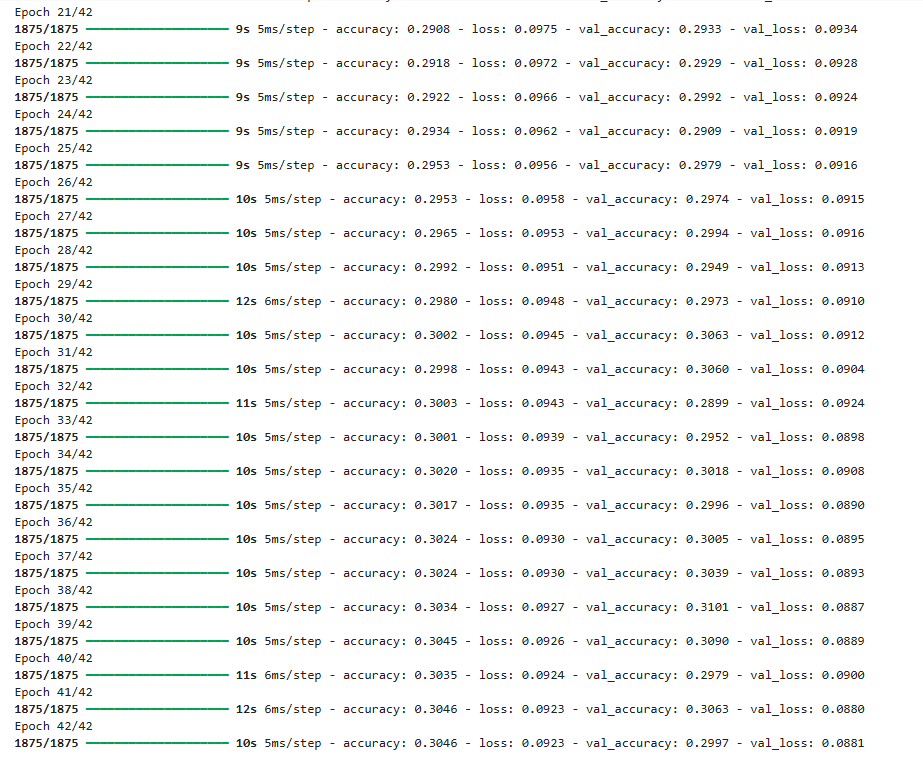 Epoch 21/42
1875/1875 ━━━━━━━━━━━━━━━━━━━━ 9s 5ms/step - accuracy: 0.2908 - loss: 0.0975 - val_accuracy: 0.2933 - val_loss: 0.0934
Epoch 22/42
1875/1875 ━━━━━━━━━━━━━━━━━━━━ 9s 5ms/step - accuracy: 0.2918 - loss: 0.0972 - val_accuracy: 0.2929 - val_loss: 0.0928
Epoch 23/42
1875/1875 ━━━━━━━━━━━━━━━━━━━━ 9s 5ms/step - accuracy: 0.2922 - loss: 0.0966 - val_accuracy: 0.2992 - val_loss: 0.0924
Epoch 24/42
1875/1875 ━━━━━━━━━━━━━━━━━━━━ 9s 5ms/step - accuracy: 0.2934 - loss: 0.0962 - val_accuracy: 0.2909 - val_loss: 0.0919
Epoch 25/42
1875/1875 ━━━━━━━━━━━━━━━━━━━━ 9s 5ms/step - accuracy: 0.2953 - loss: 0.0956 - val_accuracy: 0.2979 - val_loss: 0.0916
Epoch 26/42
1875/1875 ━━━━━━━━━━━━━━━━━━━━ 10s 5ms/step - accuracy: 0.2953 - loss: 0.0958 - val_accuracy: 0.2974 - val_loss: 0.0915
Epoch 27/42
1875/1875 ━━━━━━━━━━━━━━━━━━━━ 10s 5ms/step - accuracy: 0.2965 - loss: 0.0953 - val_accuracy: 0.2994 - val_loss: 0.0916
Epoch 28/42
1875/1875 ━━━━━━━━━━━━━━━━━━━━ 10s 5ms/step - accuracy: 0.2992 - loss: 0.0951 - val_accuracy: 0.2949 - val_loss: 0.0913
Epoch 29/42
1875/1875 ━━━━━━━━━━━━━━━━━━━━ 12s 6ms/step - accuracy: 0.2980 - loss: 0.0948 - val_accuracy: 0.2973 - val_loss: 0.0910
Epoch 30/42
1875/1875 ━━━━━━━━━━━━━━━━━━━━ 10s 5ms/step - accuracy: 0.3002 - loss: 0.0945 - val_accuracy: 0.3063 - val_loss: 0.0912
Epoch 31/42
1875/1875 ━━━━━━━━━━━━━━━━━━━━ 10s 5ms/step - accuracy: 0.2998 - loss: 0.0943 - val_accuracy: 0.3060 - val_loss: 0.0904
Epoch 32/42
1875/1875 ━━━━━━━━━━━━━━━━━━━━ 11s 5ms/step - accuracy: 0.3003 - loss: 0.0943 - val_accuracy: 0.2899 - val_loss: 0.0924
Epoch 33/42
1875/1875 ━━━━━━━━━━━━━━━━━━━━ 10s 5ms/step - accuracy: 0.3001 - loss: 0.0939 - val_accuracy: 0.2952 - val_loss: 0.0898
Epoch 34/42
1875/1875 ━━━━━━━━━━━━━━━━━━━━ 10s 5ms/step - accuracy: 0.3020 - loss: 0.0935 - val_accuracy: 0.3018 - val_loss: 0.0908
Epoch 35/42
1875/1875 ━━━━━━━━━━━━━━━━━━━━ 10s 5ms/step - accuracy: 0.3017 - loss: 0.0935 - val_accuracy: 0.2996 - val_loss: 0.0890
Epoch 36/42
1875/1875 ━━━━━━━━━━━━━━━━━━━━ 10s 5ms/step - accuracy: 0.3024 - loss: 0.0930 - val_accuracy: 0.3005 - val_loss: 0.0895
Epoch 37/42
1875/1875 ━━━━━━━━━━━━━━━━━━━━ 10s 5ms/step - accuracy: 0.3024 - loss: 0.0930 - val_accuracy: 0.3039 - val_loss: 0.0893
Epoch 38/42
1875/1875 ━━━━━━━━━━━━━━━━━━━━ 10s 5ms/step - accuracy: 0.3034 - loss: 0.0927 - val_accuracy: 0.3101 - val_loss: 0.0887
Epoch 39/42
1875/1875 ━━━━━━━━━━━━━━━━━━━━ 10s 5ms/step - accuracy: 0.3045 - loss: 0.0926 - val_accuracy: 0.3090 - val_loss: 0.0889
Epoch 40/42
1875/1875 ━━━━━━━━━━━━━━━━━━━━ 11s 6ms/step - accuracy: 0.3035 - loss: 0.0924 - val_accuracy: 0.2979 - val_loss: 0.0900
Epoch 41/42
1875/1875 ━━━━━━━━━━━━━━━━━━━━ 12s 6ms/step - accuracy: 0.3046 - loss: 0.0923 - val_accuracy: 0.3063 - val_loss: 0.0880
Epoch 42/42
1875/1875 ━━━━━━━━━━━━━━━━━━━━ 10s 5ms/step - accuracy: 0.3046 - loss: 0.0923 - val_accuracy: 0.2997 - val_loss: 0.0881